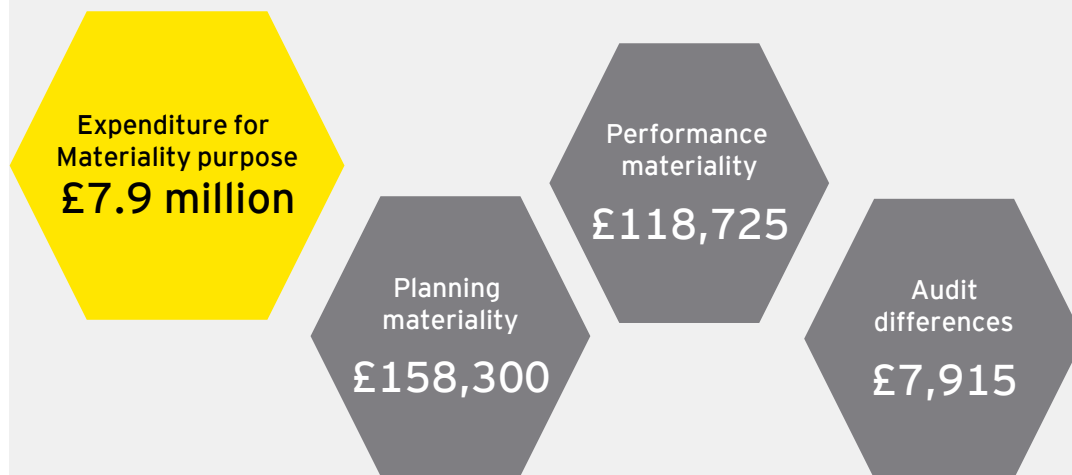 Expenditure for
Materiality purpose
£7.9 million
Planning
materiality
£158,300
Performance
materiality
£118,725
Audit
differences
£7,915